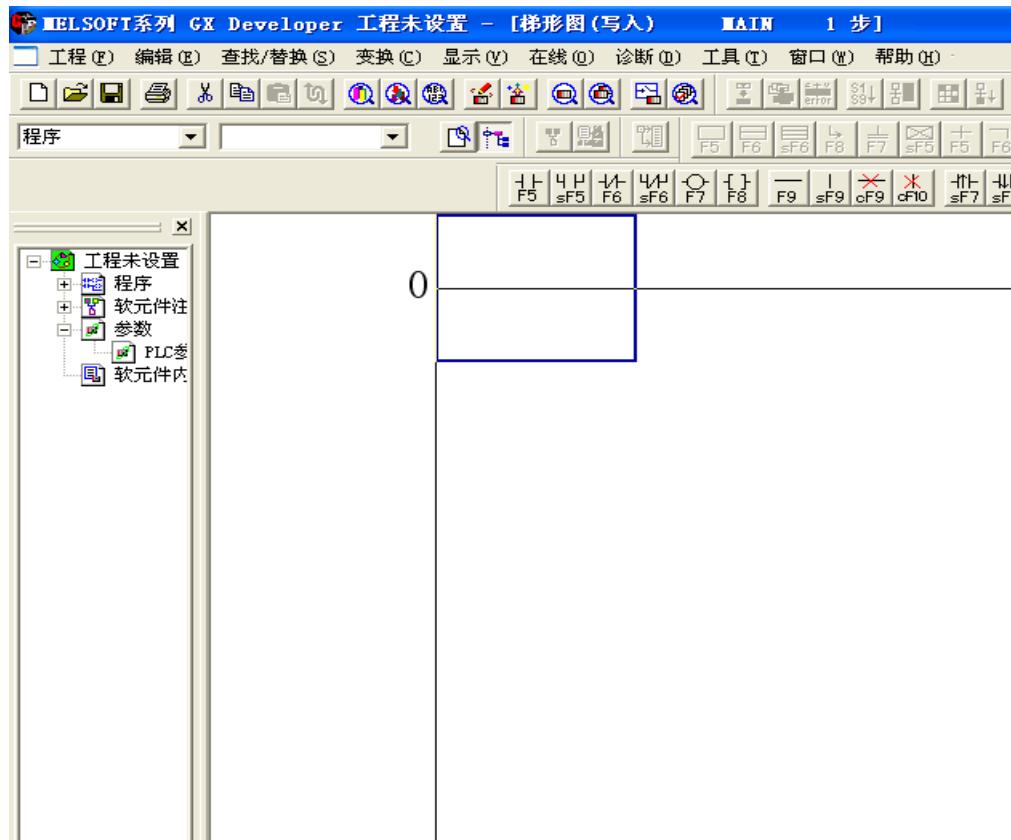 MELSOFT系列 GX Developer 工程未设置 - [梯形图(写入) MAIN 1 步]
工程(F) 编辑(E) 查找/替换(S) 变换(C) 显示(V) 在线(O) 诊断(D) 工具(T) 窗口(W) 帮助(H)
程序
F5 F6 sF6 F8 F7 sF5 F5 F6
F5 sF5 F6 sF6 F7 F8 F9 sF9 cF9 cF10 sF7 sF
工程未设置
程序
软元件注
参数
PLC参
软元件内
0